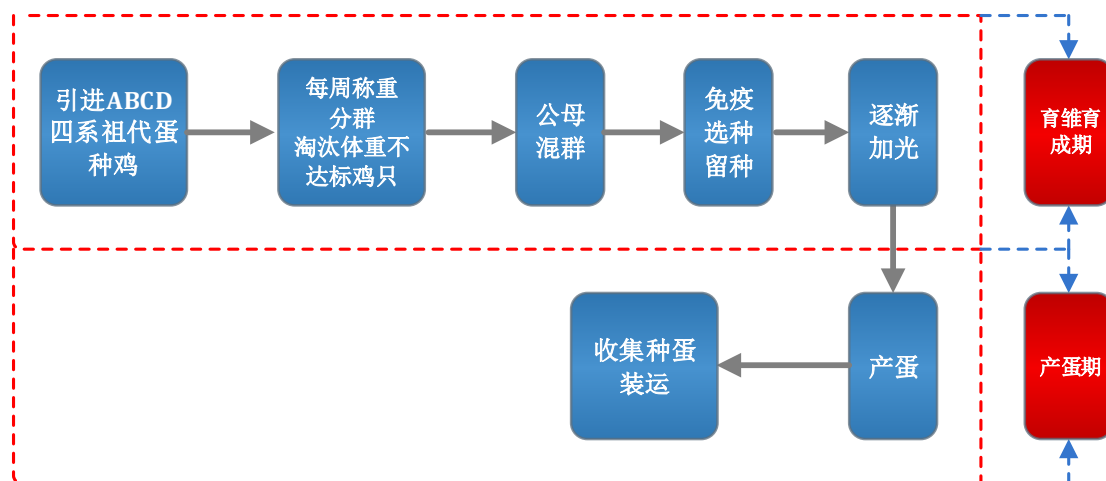 引进ABCD
四系祖代蛋
种鸡
每周称重
分群
淘汰体重不
达标鸡只
公母
混群
免疫
选种
留种
逐渐
加光
育雏育
成期
收集种蛋
装运
产蛋
产蛋期